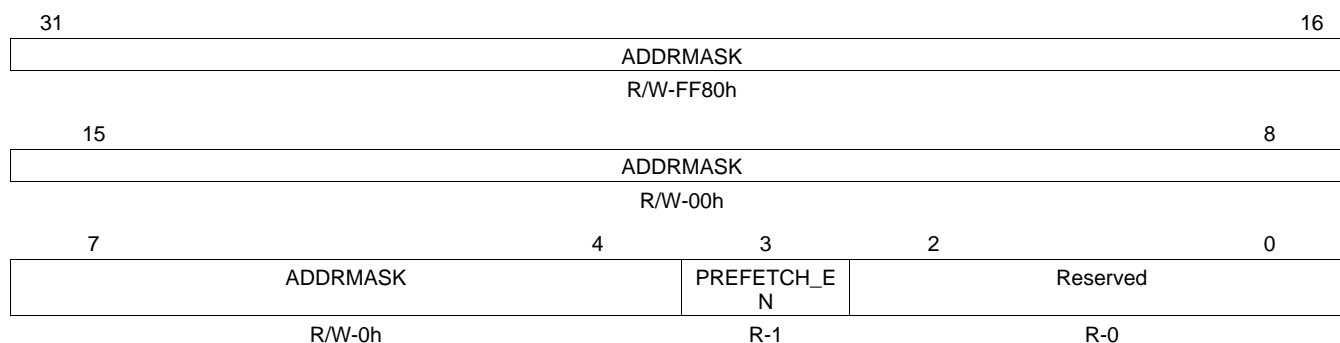 31 16
ADDRMASK
R/W-FF80h
15 8
ADDRMASK
R/W-00h
7 4 3 2 0
ADDRMASK PREFETCH_E Reserved
N
R/W-0h R-1 R-0